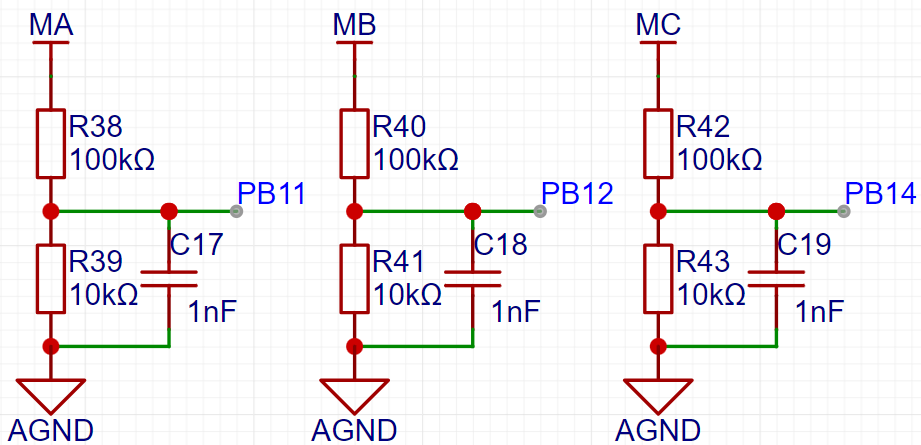 MA
MB
MC
R38
100kΩ
R40
100kΩ
R42
100kΩ
PB11
PB12
PB14
C17
C18
C19
R39
10kΩ
R41
10kΩ
R43
10kΩ
1nF
1nF
1nF
AGND
AGND
AGND